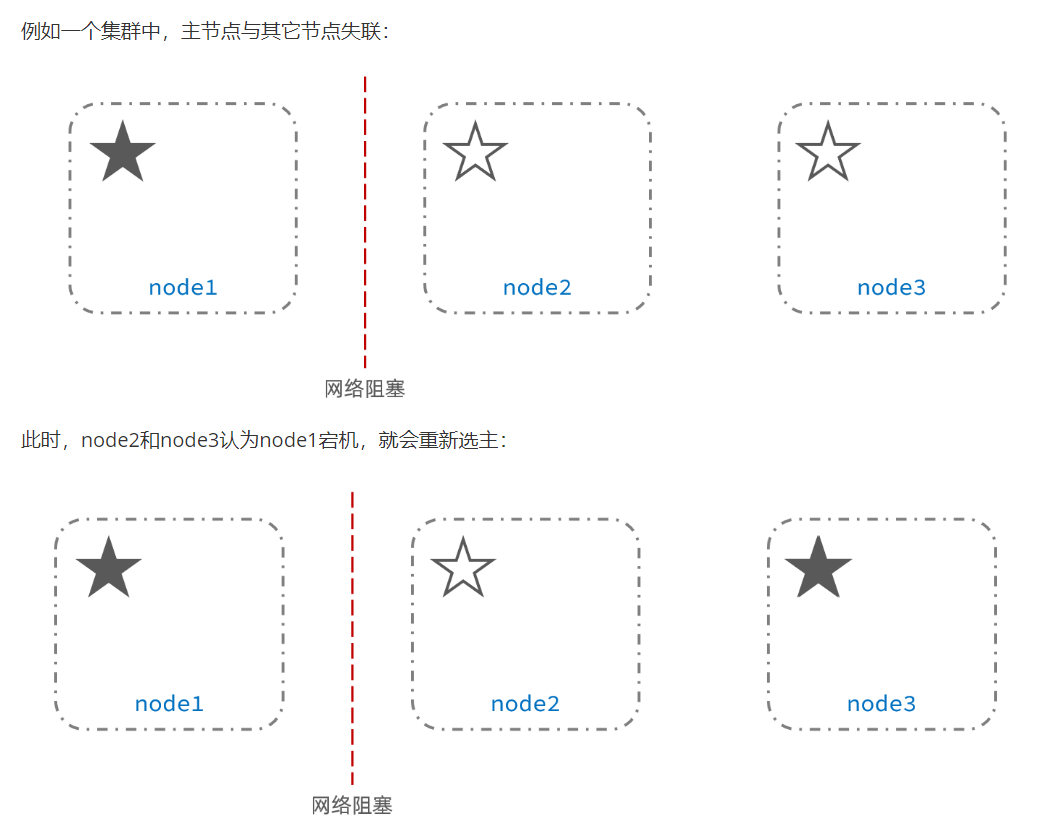 例如一个集群中，主节点与其它节点失联：
node1
node2
node3
网络阻塞
此时，node2和node3认为node1宕机，就会重新选主：
node1
node2
node3
网络阻塞